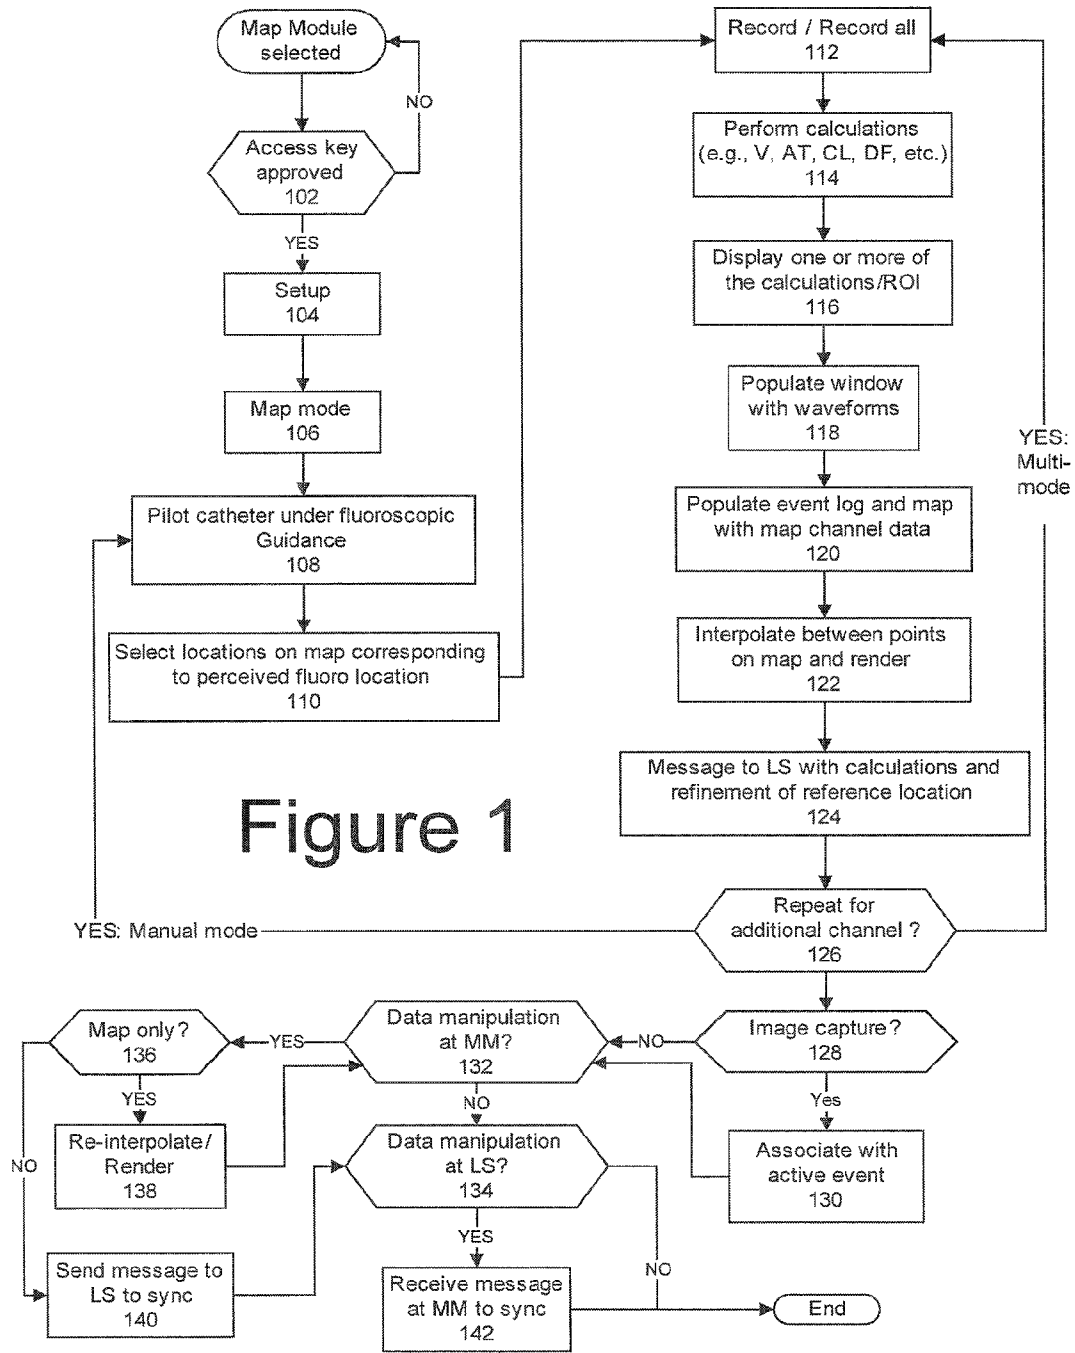 Map Module
selected
NO
Access key
approved
102
YES
Setup
104
Map mode
106
Pilot catheter under fluoroscopic
Guidance
108
Select locations on map corresponding
to perceived fluoro location
110
Record / Record all
112
Perform calculations
(e.g., V, AT, CL, DF, etc.)
114
Display one or more of
the calculations/ROI
116
Populate window
with waveforms
118
YES:
Multi-
mode
Populate event log and map
with map channel data
120
Interpolate between points
on map and render
122
Message to LS with calculations and
refinement of reference location
124
Figure 1
Repeat for
additional channel ?
126
YES: Manual mode
Image capture?
128
NO
Yes
Associate with
active event
130
Data manipulation
at MM?
132
YES
NO
Map only?
136
YES
NO
Re-interpolate/
Render
138
Data manipulation
at LS?
134
YES
NO
Send message to
LS to sync
140
Receive message
at MM to sync
142
End